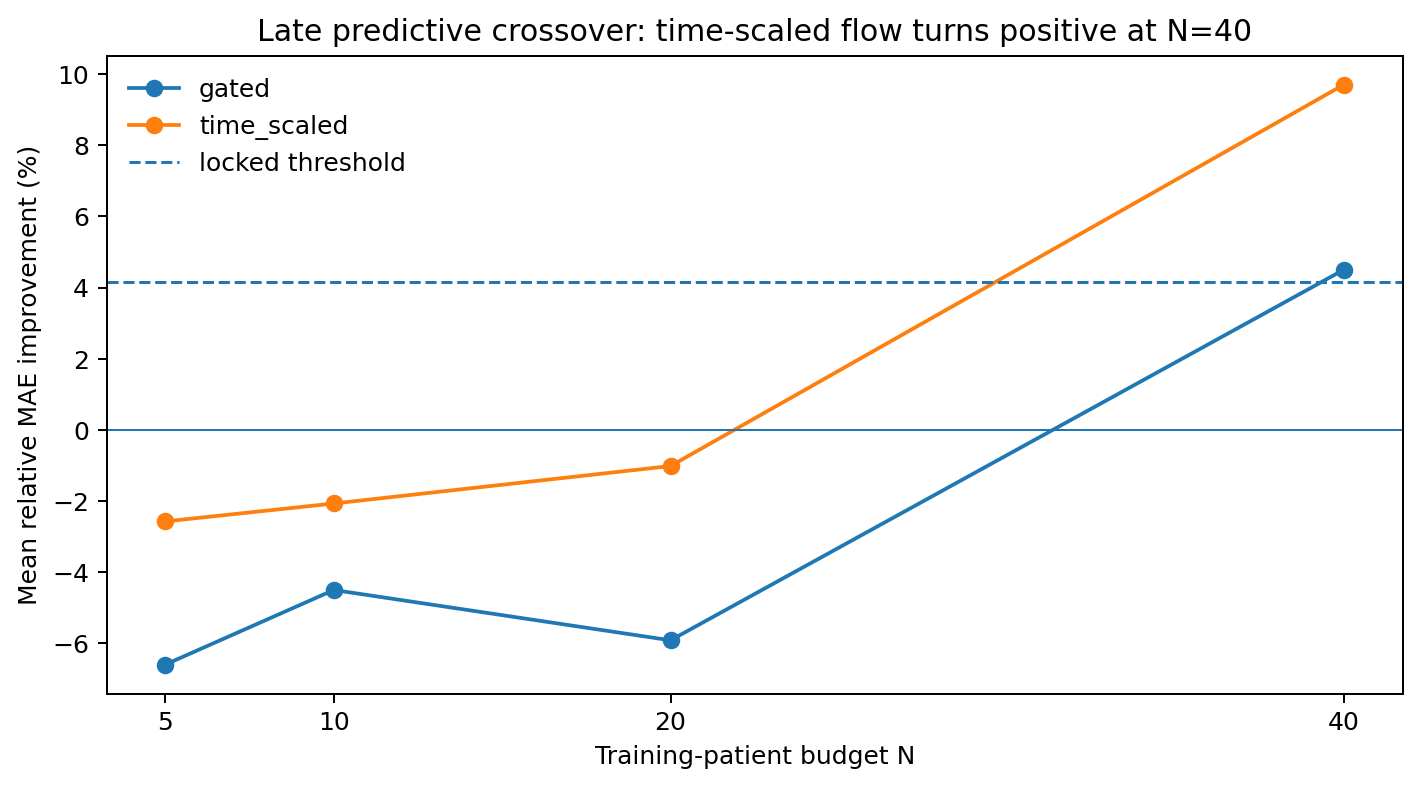 Late predictive crossover: time-scaled flow turns positive at N=40
Mean relative MAE improvement (%)
10
8
6
4
2
0
−2
−4
−6
gated
time_scaled
locked threshold
5
10
20
40
Training-patient budget N